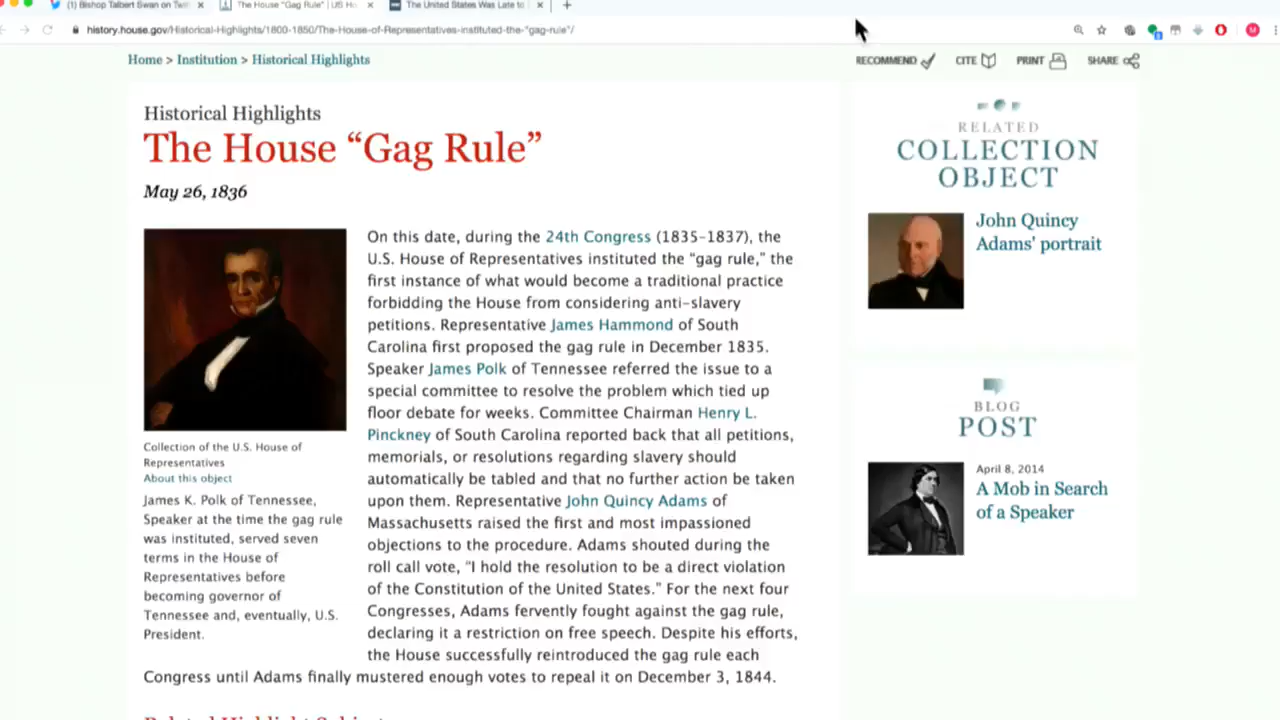 (1) Bishop Talbert Swan on Twi
The House "Gag Rule" | US Ho
The United States Was Late to
history.house.gov/Historical-Highlights/1800-1850/The-House-of-Representatives-instituted-the-"gag-rule"/
Home > Institution > Historical Highlights
RECOMMEND
CITE
PRINT
SHARE
Historical Highlights
The House “Gag Rule”
May 26, 1836
On this date, during the 24th Congress (1835–1837), the
U.S. House of Representatives instituted the “gag rule,” the
first instance of what would become a traditional practice
forbidding the House from considering anti-slavery
petitions. Representative James Hammond of South
Carolina first proposed the gag rule in December 1835.
Speaker James Polk of Tennessee referred the issue to a
special committee to resolve the problem which tied up
floor debate for weeks. Committee Chairman Henry L.
Pinckney of South Carolina reported back that all petitions,
memorials, or resolutions regarding slavery should
automatically be tabled and that no further action be taken
upon them. Representative John Quincy Adams of
Massachusetts raised the first and most impassioned
objections to the procedure. Adams shouted during the
roll call vote, “I hold the resolution to be a direct violation
of the Constitution of the United States.” For the next four
Congresses, Adams fervently fought against the gag rule,
declaring it a restriction on free speech. Despite his efforts,
the House successfully reintroduced the gag rule each
Congress until Adams finally mustered enough votes to repeal it on December 3, 1844.
Collection of the U.S. House of
Representatives
About this object
James K. Polk of Tennessee,
Speaker at the time the gag rule
was instituted, served seven
terms in the House of
Representatives before
becoming governor of
Tennessee and, eventually, U.S.
President.
RELATED
COLLECTION
OBJECT
John Quincy
Adams’ portrait
BLOG
POST
April 8, 2014
A Mob in Search
of a Speaker